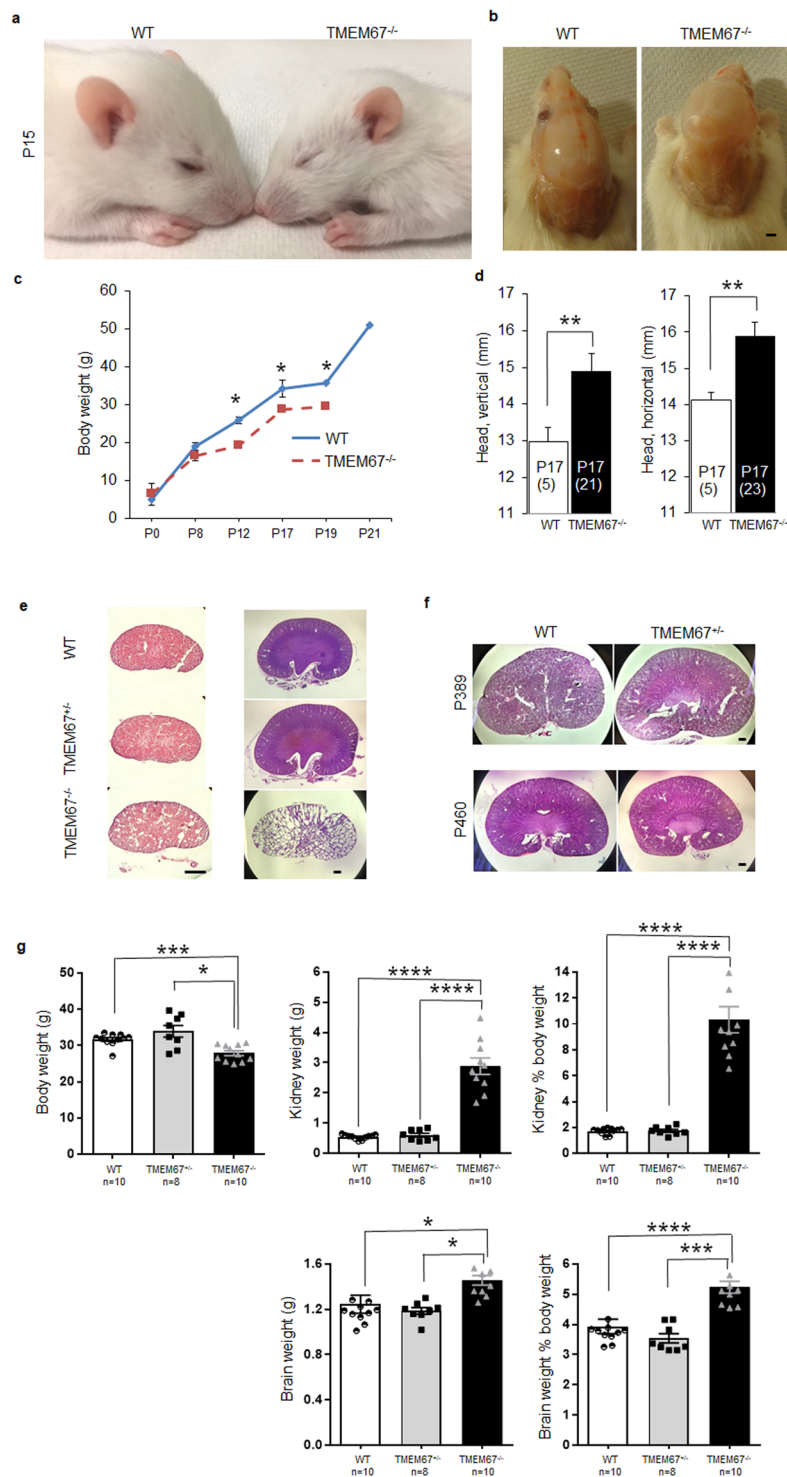 a
WT
TMEM67-/-
P15
b
WT
TMEM67-/-
c
Body weight (g)
60
50
40
30
20
10
0
*
*
*
WT
TMEM67-/-
P0
P8
P12
P17
P19
P21
d
Head, vertical (mm)
17
16
15
14
13
12
11
**
P17
(5)
P17
(21)
WT
TMEM67-/-
Head, horizontal (mm)
17
16
15
14
13
12
11
**
P17
(5)
P17
(23)
WT
TMEM67-/-
e
WT
TMEM67+/-
TMEM67-/-
f
WT
TMEM67+/-
P389
P460
g
Body weight (g)
50
40
30
20
10
0
***
*
WT
n=10
TMEM67+/-
n=8
TMEM67-/-
n=10
Kidney weight (g)
6
5
4
3
2
1
0
****
****
WT
n=10
TMEM67+/-
n=8
TMEM67-/-
n=10
Kidney % body weight
14
12
10
8
6
4
2
0
****
****
WT
n=10
TMEM67+/-
n=8
TMEM67-/-
n=10
Brain weight (g)
1.6
1.2
0.8
0.4
0.0
*
*
WT
n=10
TMEM67+/-
n=8
TMEM67-/-
n=10
Brain weight % body weight
6
5
4
3
2
1
0
****
***
WT
n=10
TMEM67+/-
n=8
TMEM67-/-
n=10